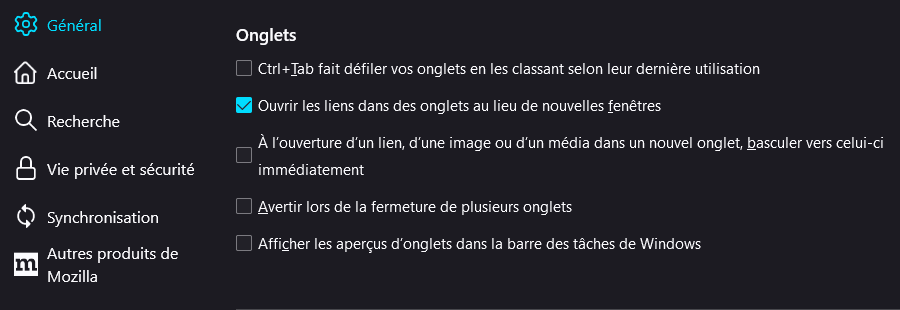 Général
Accueil
Recherche
Vie privée et sécurité
Synchronisation
Autres produits de
Mozilla
Onglets
Ctrl+Tab fait défiler vos onglets en les classant selon leur dernière utilisation
Ouvrir les liens dans des onglets au lieu de nouvelles fenêtres
À l’ouverture d’un lien, d’une image ou d’un média dans un nouvel onglet, basculer vers celui-ci
immédiatement
Avertir lors de la fermeture de plusieurs onglets
Afficher les aperçus d’onglets dans la barre des tâches de Windows